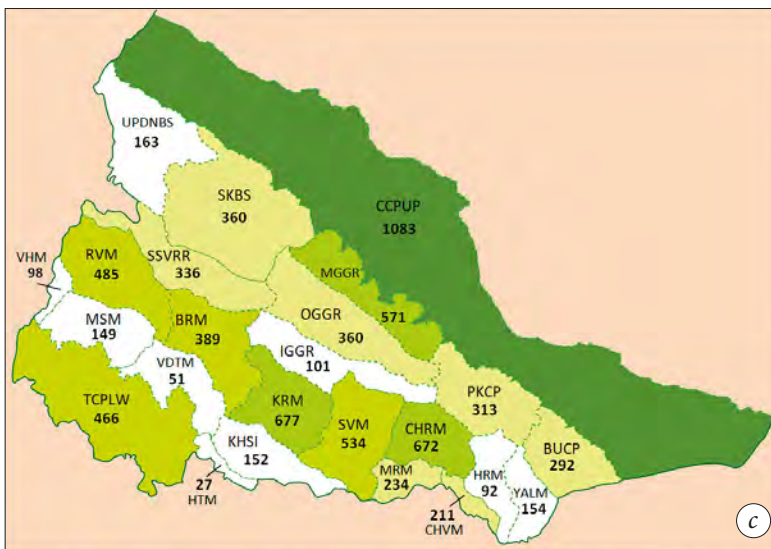 UPDNBS
163
SKBS
360
CCPUP
1083
RVM
485
SSVRR
336
VHM
98
MGGR
571
MSM
149
BRM
389
OGGR
360
IGGR
101
VDTM
51
TCPLW
466
KRM
677
SVM
534
CHRM
672
PKCP
313
KHSI
152
BUCP
292
HRM
92
MRM
234
YALM
154
27
HTM
211
CHVM
c